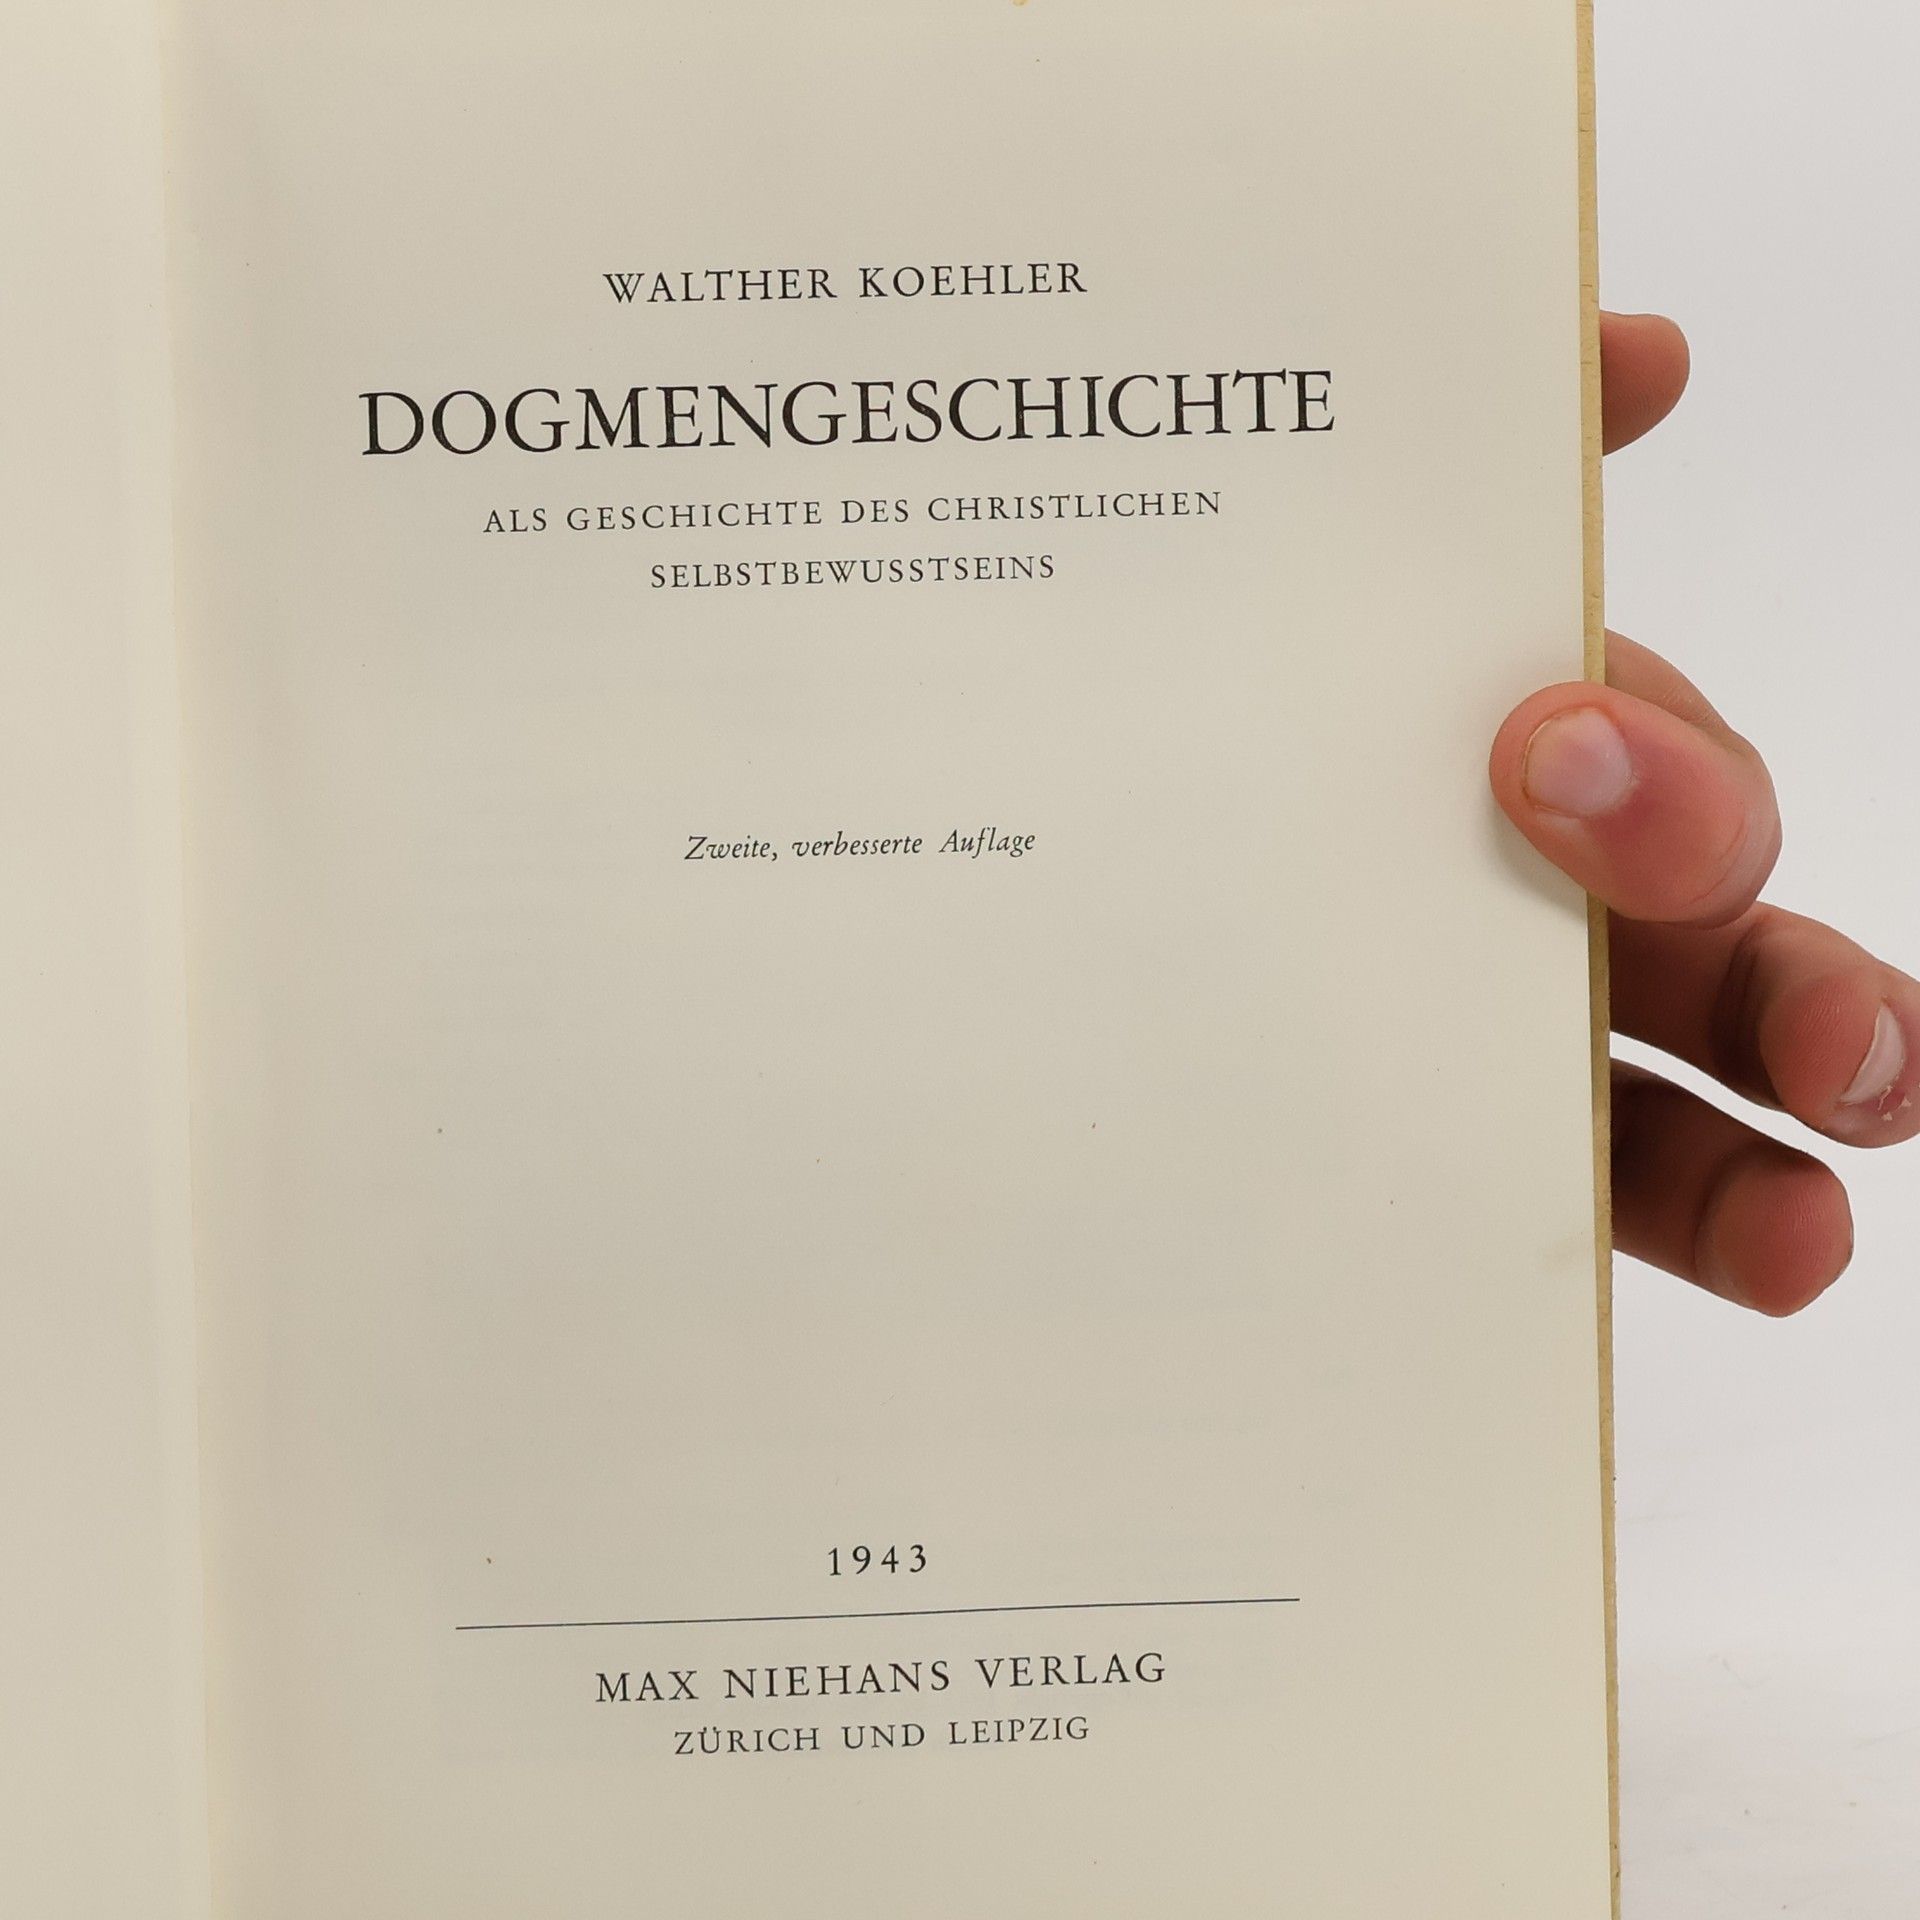 WALTHER KOEHLER
DOGMENGESCHICHTE
ALS GESCHICHTE DES CHRISTLICHEN
SELBSTBEWUSSTSEINS
Zweite, verbesserte Auflage
1943
MAX NIEHANS VERLAG
ZÜRICH UND LEIPZIG